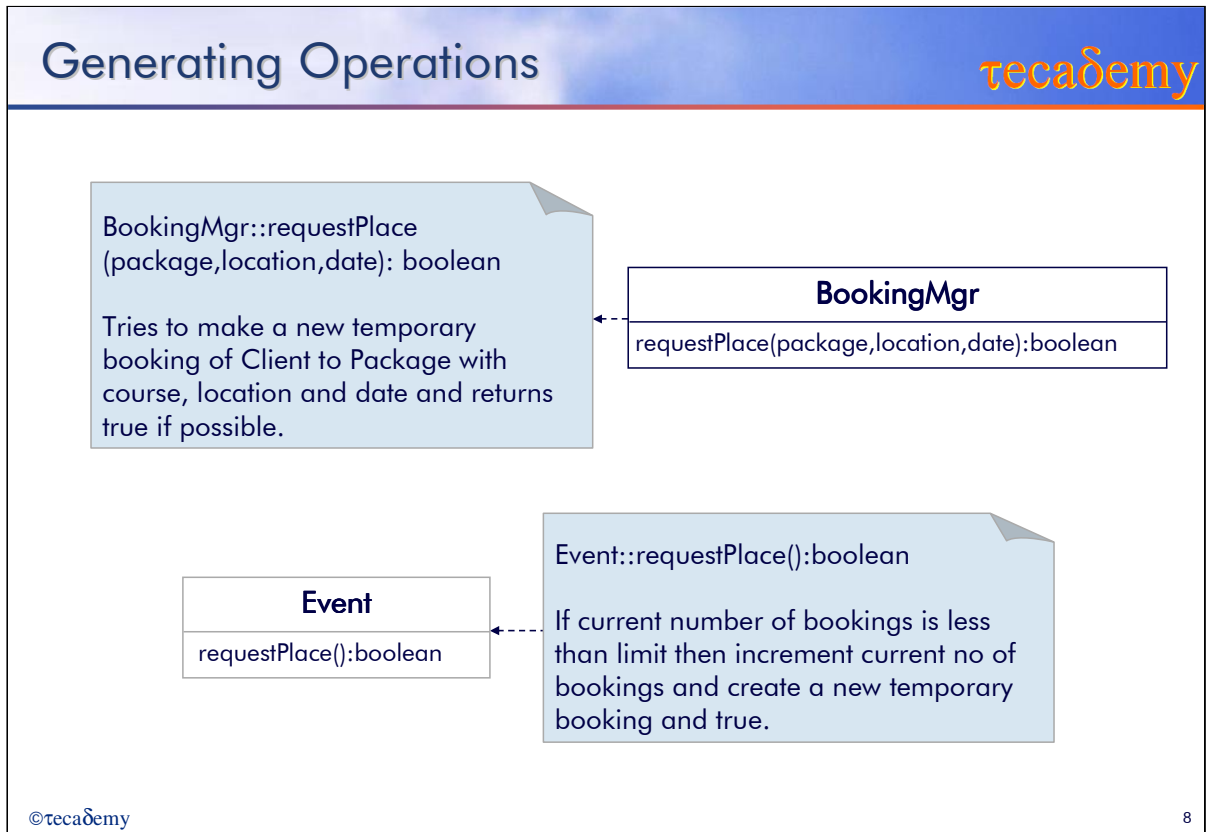 Generating Operations
τecaδemy
BookingMgr::requestPlace
(package,location,date): boolean
Tries to make a new temporary
booking of Client to Package with
course, location and date and returns
true if possible.
BookingMgr
requestPlace(package,location,date):boolean
Event
requestPlace():boolean
Event::requestPlace():boolean
If current number of bookings is less
than limit then increment current no of
bookings and create a new temporary
booking and true.
©τecaδemy
8